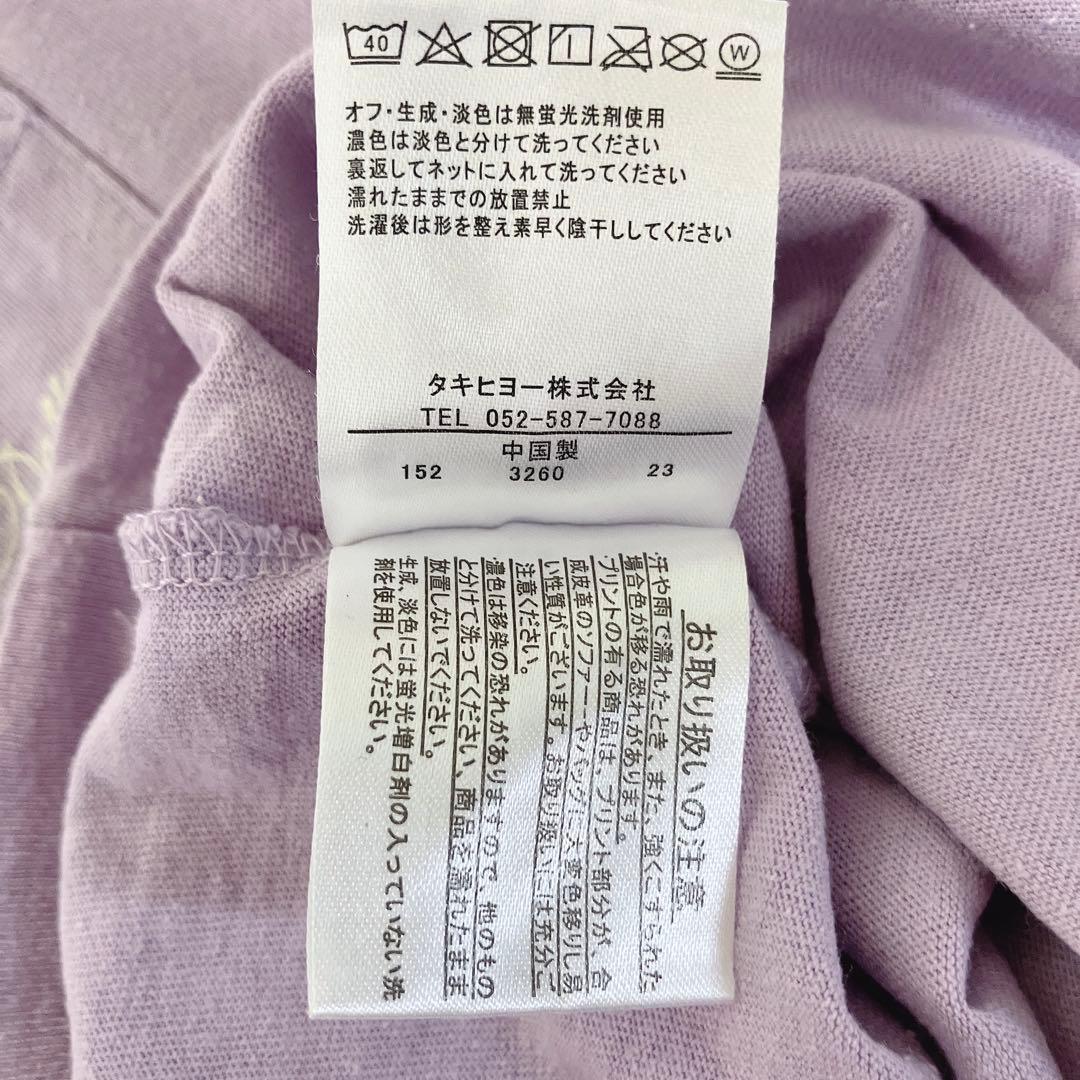 40
W
オフ・生成・淡色は無蛍光洗剤使用
濃色は淡色と分けて洗ってください
裏返してネットに入れて洗ってください
濡れたままでの放置禁止
洗濯後は形を整え素早く陰干ししてください
タキヒヨー株式会社
TEL 052-587-7088
中国製
152 3260 23
お取り扱いの注意
・汗や雨で濡れたとき、また、強くこすられた
場合色が移る恐れがあります。
・プリントの有る商品は、プリント部分が、合
成皮革のソファーやバッグに大変色移りし易
い性質がございます。お取り扱いには充分ご
注意ください。
・濃色は移染の恐れがありますので、他のもの
と分けて洗ってください、商品を濡れたまま
放置しないでください。
・生成、淡色には蛍光増白剤の入っていない洗
剤を使用してください。